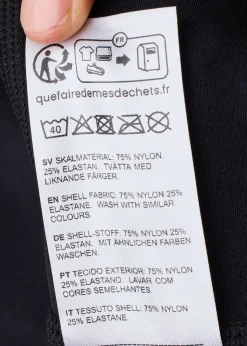 FR
quefairedemesdechets.fr
40
SV SKALMATERIAL: 75% NYLON
25% ELASTAN. TVÄTTA MED
LIKNANDE FÄRGER.
EN SHELL FABRIC: 75% NYLON 25%
ELASTANE. WASH WITH SIMILAR
COLOURS.
DE SHELL-STOFF: 75% NYLON 25%
ELASTAN. MIT ÄHNLICHEN FARBEN
WASCHEN.
PT TECIDO EXTERIOR: 75% NYLON
25% ELASTANO. LAVAR COM
CORES SEMELHANTES.
IT TESSUTO SHELL: 75% NYLON
25% ELASTANE.